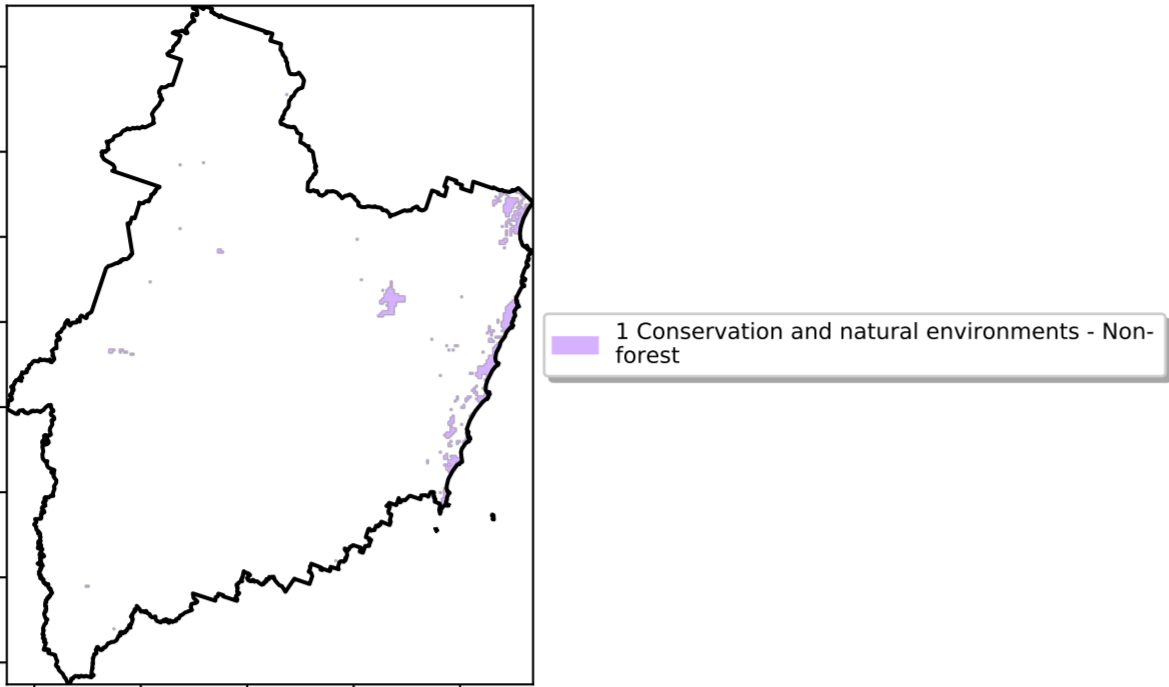 1 Conservation and natural environments - Non-
forest